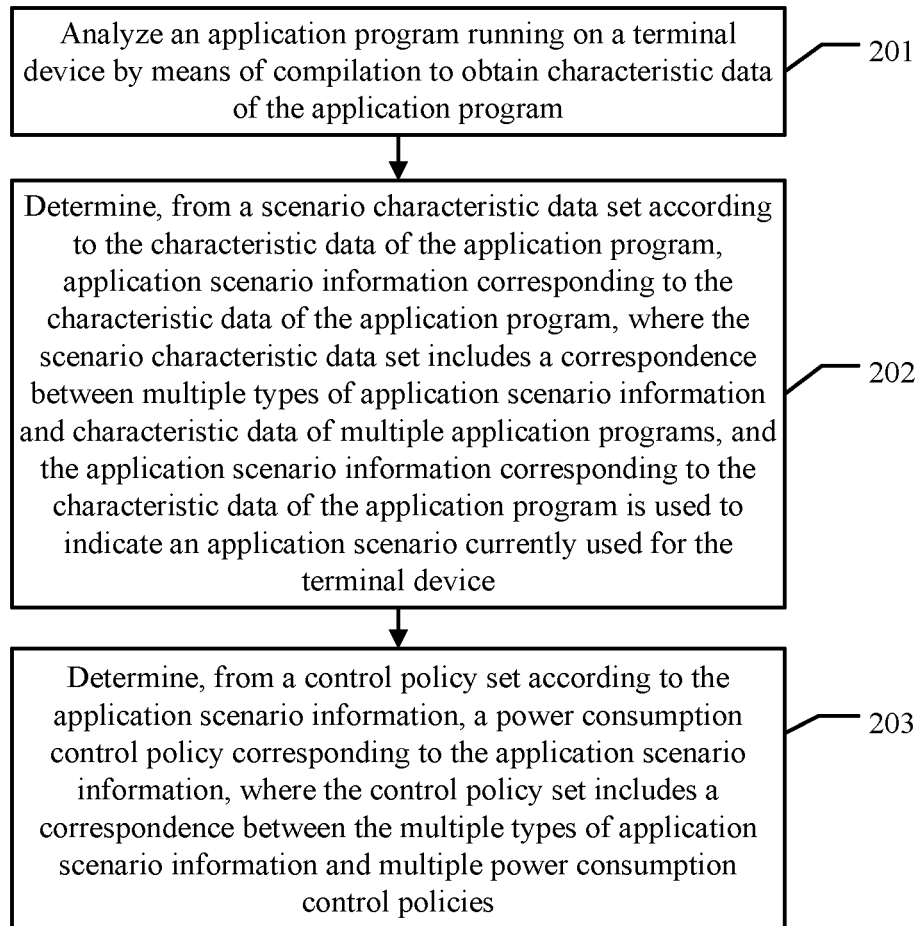 Analyze an application program running on a terminal
device by means of compilation to obtain characteristic data
of the application program
201
Determine, from a scenario characteristic data set according
to the characteristic data of the application program,
application scenario information corresponding to the
characteristic data of the application program, where the
scenario characteristic data set includes a correspondence
between multiple types of application scenario information
and characteristic data of multiple application programs, and
the application scenario information corresponding to the
characteristic data of the application program is used to
indicate an application scenario currently used for the
terminal device
202
Determine, from a control policy set according to the
application scenario information, a power consumption
control policy corresponding to the application scenario
information, where the control policy set includes a
correspondence between the multiple types of application
scenario information and multiple power consumption
control policies
203